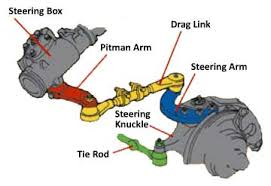 Steering Box
Drag Link
Pitman Arm
Steering Arm
Steering
Knuckle
Tie Rod